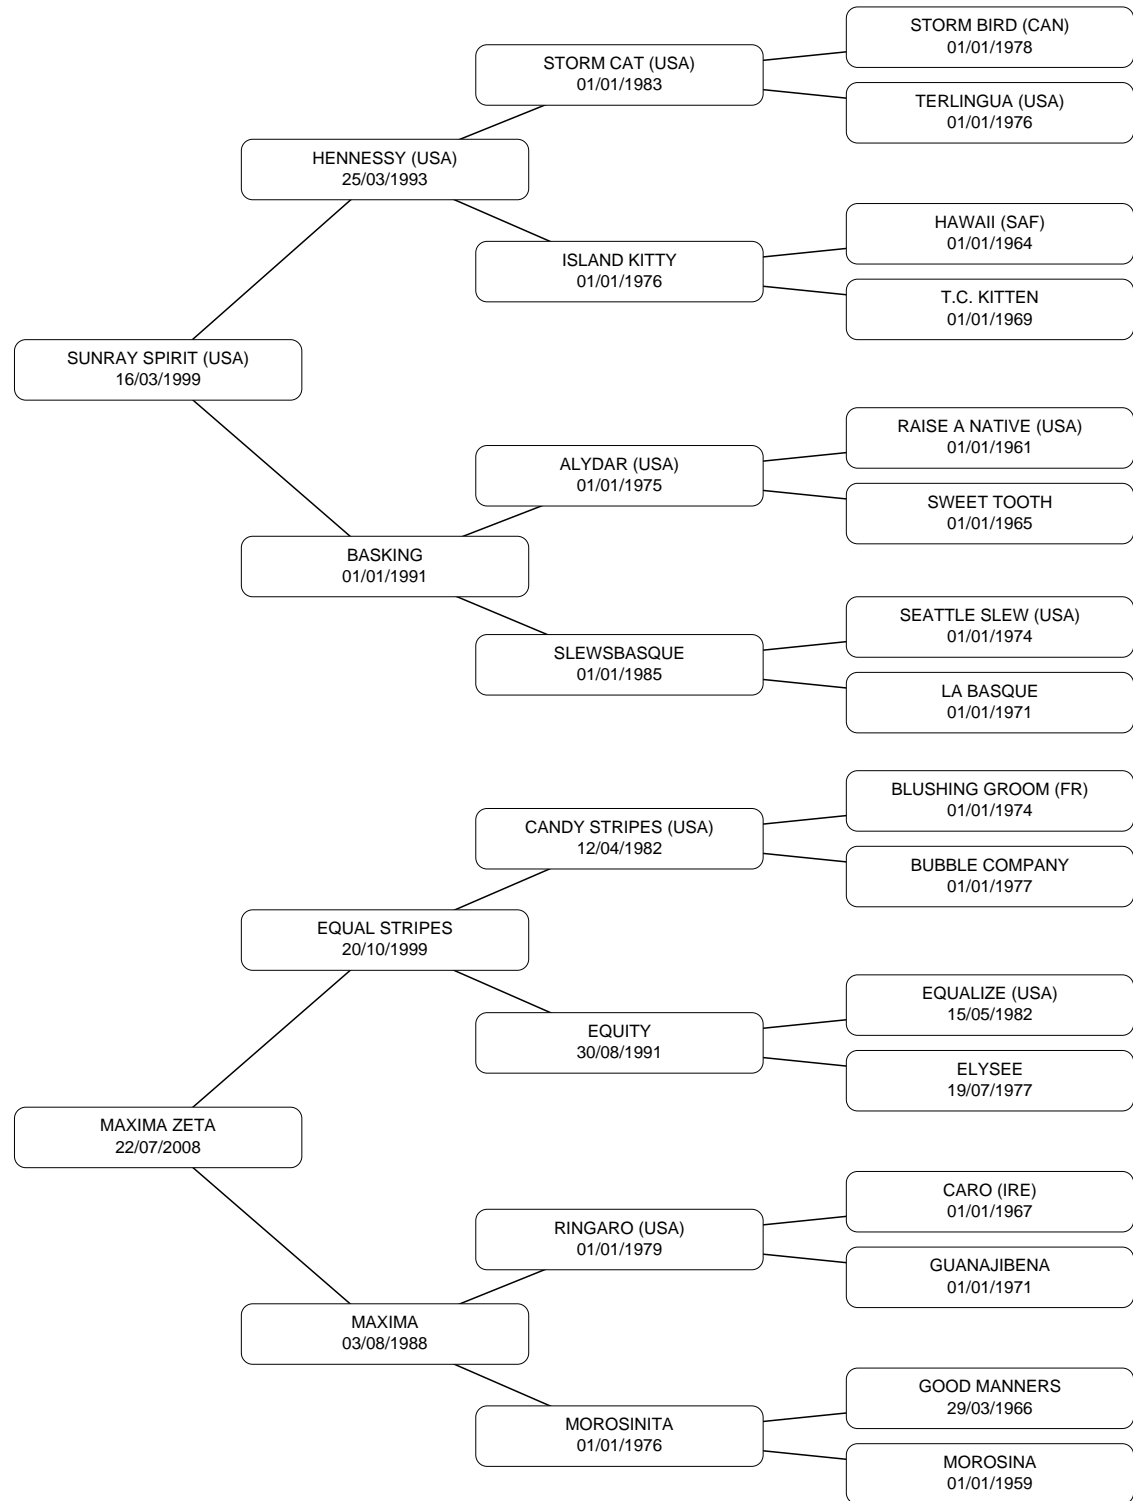 STORM BIRD (CAN)
01/01/1978
STORM CAT (USA)
01/01/1983
TERLINGUA (USA)
01/01/1976
HENNESSY (USA)
25/03/1993
HAWAII (SAF)
01/01/1964
ISLAND KITTY
01/01/1976
T.C. KITTEN
01/01/1969
SUNRAY SPIRIT (USA)
16/03/1999
RAISE A NATIVE (USA)
01/01/1961
ALYDAR (USA)
01/01/1975
SWEET TOOTH
01/01/1965
BASKING
01/01/1991
SEATTLE SLEW (USA)
01/01/1974
SLEWSBASQUE
01/01/1985
LA BASQUE
01/01/1971
BLUSHING GROOM (FR)
01/01/1974
CANDY STRIPES (USA)
12/04/1982
BUBBLE COMPANY
01/01/1977
EQUAL STRIPES
20/10/1999
EQUALIZE (USA)
15/05/1982
EQUITY
30/08/1991
ELYSEE
19/07/1977
MAXIMA ZETA
22/07/2008
CARO (IRE)
01/01/1967
RINGARO (USA)
01/01/1979
GUANAJIBENA
01/01/1971
MAXIMA
03/08/1988
GOOD MANNERS
29/03/1966
MOROSINITA
01/01/1976
MOROSINA
01/01/1959